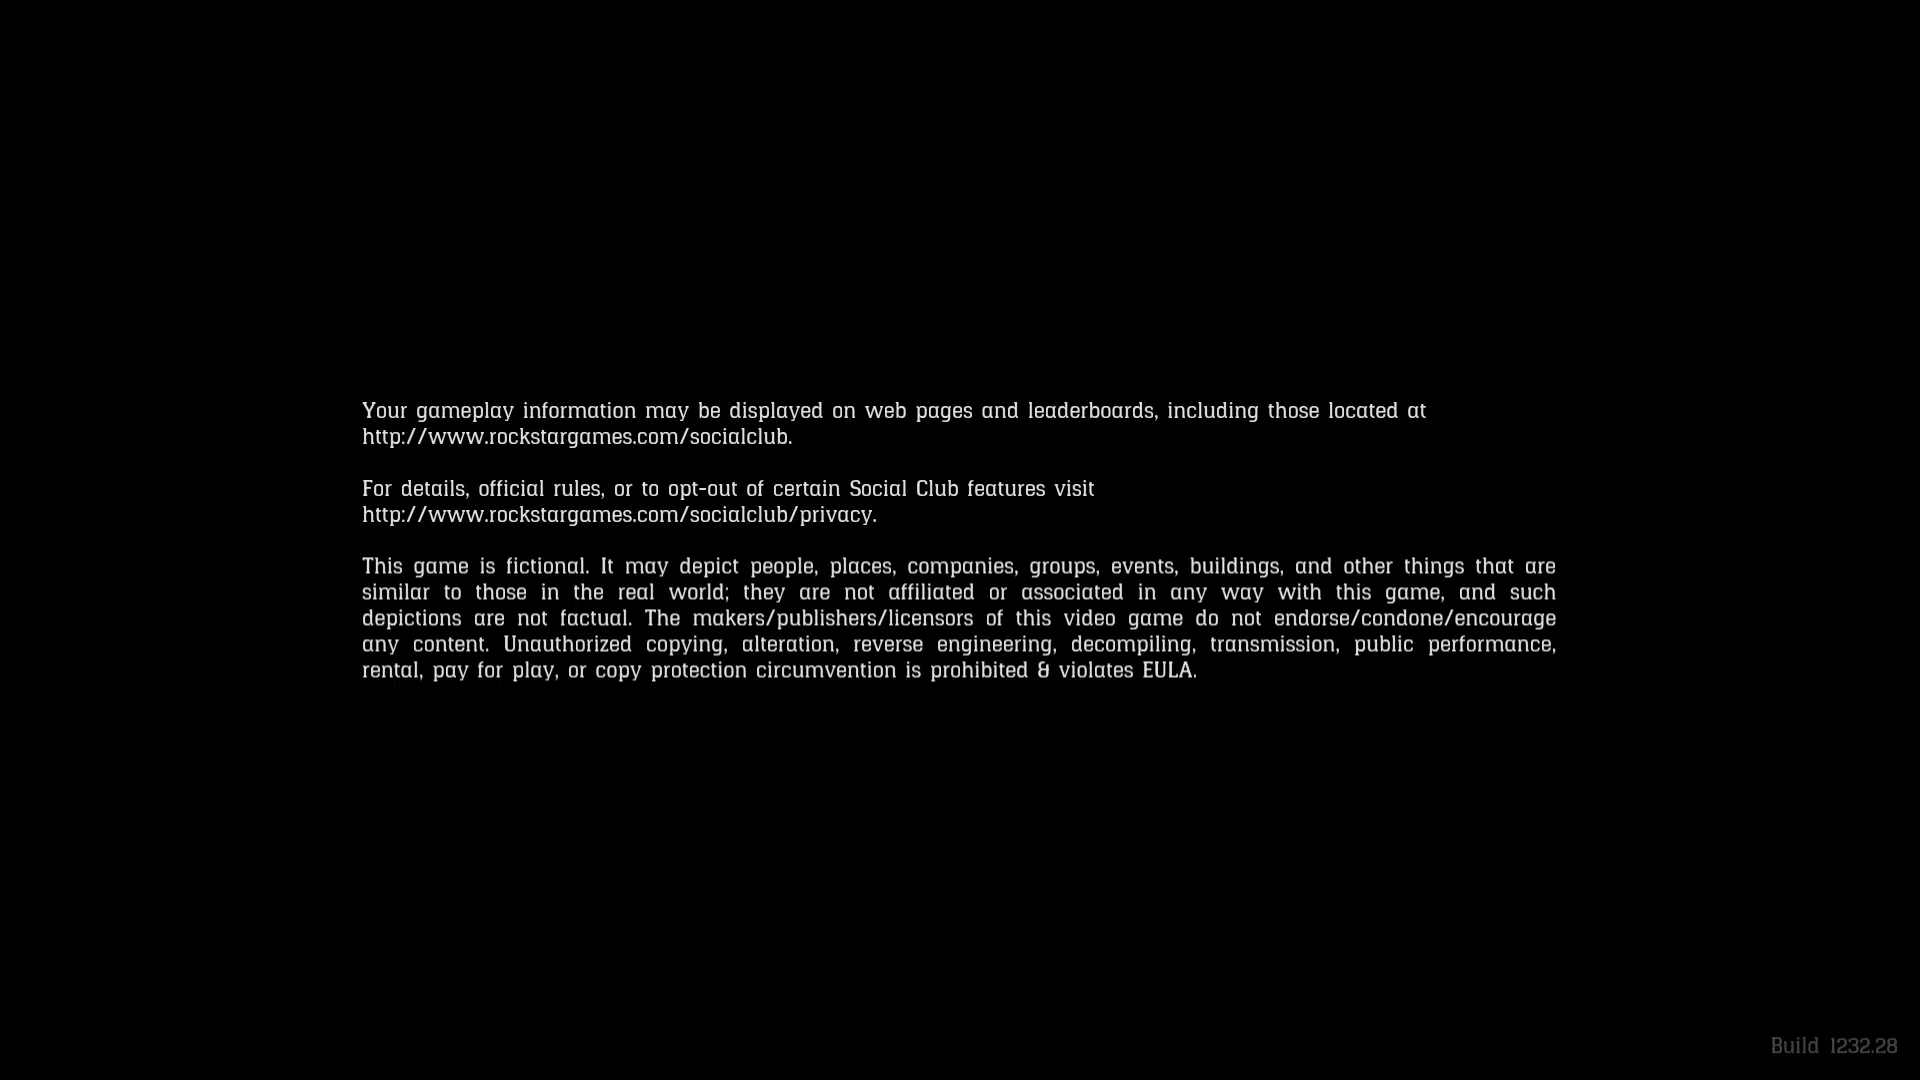 Your gameplay information may be displayed on web pages and leaderboards, including those located at
http://www.rockstargames.com/socialclub.
For details, official rules, or to opt-out of certain Social Club features visit
http://www.rockstargames.com/socialclub/privacy.
This game is fictional. It may depict people, places, companies, groups, events, buildings, and other things that are
similar to those in the real world; they are not affiliated or associated in any way with this game, and such
depictions are not factual. The makers/publishers/licensors of this video game do not endorse/condone/encourage
any content. Unauthorized copying, alteration, reverse engineering, decompiling, transmission, public performance,
rental, pay for play, or copy protection circumvention is prohibited & violates EULA.
Build 1232.28